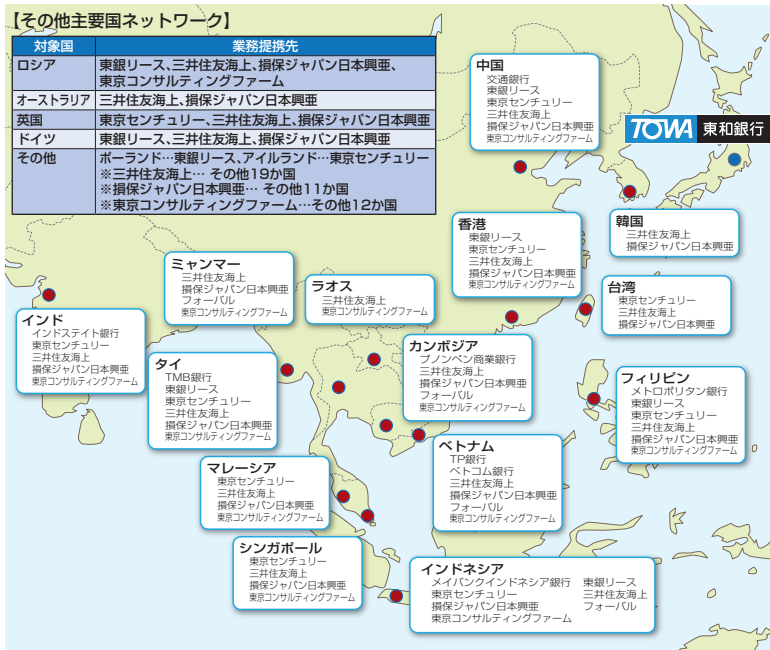 【その他主要国ネットワーク】
対象国 業務提携先
ロシア 東銀リース、三井住友海上、損保ジャパン日本興亜、
東京コンサルティングファーム
オーストラリア 三井住友海上、損保ジャパン日本興亜
英国 東京センチュリー、三井住友海上、損保ジャパン日本興亜
ドイツ 東銀リース、三井住友海上、損保ジャパン日本興亜
その他 ポーランド…東銀リース、アイルランド…東京センチュリー
※三井住友海上… その他19か国
※損保ジャパン日本興亜… その他11か国
※東京コンサルティングファーム…その他12か国
中国
交通銀行
東銀リース
東京センチュリー
三井住友海上
損保ジャパン日本興亜
東京コンサルティングファーム
TOWA 東和銀行
韓国
三井住友海上
損保ジャパン日本興亜
香港
東銀リース
東京センチュリー
三井住友海上
損保ジャパン日本興亜
東京コンサルティングファーム
台湾
東京センチュリー
三井住友海上
損保ジャパン日本興亜
ミャンマー
三井住友海上
損保ジャパン日本興亜
フォーバル
東京コンサルティングファーム
ラオス
三井住友海上
東京コンサルティングファーム
インド
インドステイト銀行
東京センチュリー
三井住友海上
損保ジャパン日本興亜
東京コンサルティングファーム
タイ
TMB銀行
東銀リース
東京センチュリー
三井住友海上
損保ジャパン日本興亜
東京コンサルティングファーム
カンボジア
プノンペン商業銀行
三井住友海上
損保ジャパン日本興亜
フォーバル
東京コンサルティングファーム
フィリピン
メトロポリタン銀行
東銀リース
東京センチュリー
三井住友海上
損保ジャパン日本興亜
東京コンサルティングファーム
ベトナム
TP銀行
ベトコム銀行
三井住友海上
損保ジャパン日本興亜
フォーバル
東京コンサルティングファーム
マレーシア
東京センチュリー
三井住友海上
損保ジャパン日本興亜
東京コンサルティングファーム
シンガポール
東京センチュリー
三井住友海上
損保ジャパン日本興亜
東京コンサルティングファーム
インドネシア
メイバンクインドネシア銀行 東銀リース
東京センチュリー 三井住友海上
損保ジャパン日本興亜 フォーバル
東京コンサルティングファーム